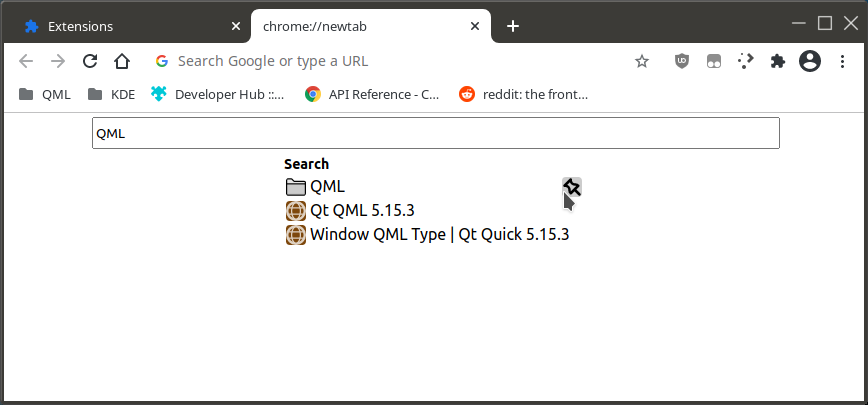 Extensions
chrome://newtab
Search Google or type a URL
QML
KDE
Developer Hub ::...
API Reference - C...
reddit: the front...
QML
Search
QML
Qt QML 5.15.3
Window QML Type | Qt Quick 5.15.3